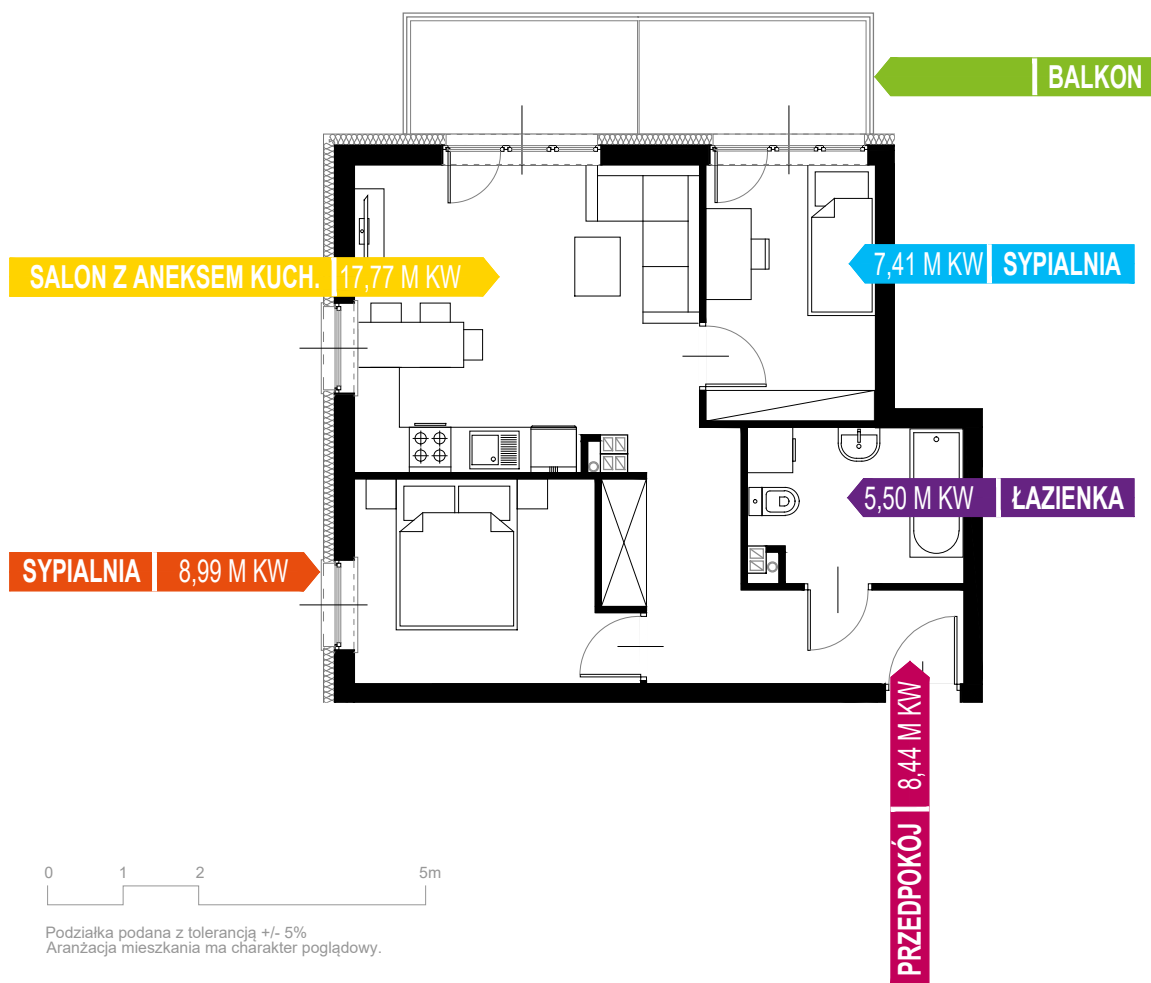 BALKON
SALON Z ANEKSEM KUCH. 17,77 M KW
7,41 M KW SYPIALNIA
5,50 M KW ŁAZIENKA
SYPIALNIA 8,99 M KW
PRZEDPOKÓJ 8,44 M KW
0 1 2 5m
Podziałka podana z tolerancją +/- 5%
Aranżacja mieszkania ma charakter poglądowy.